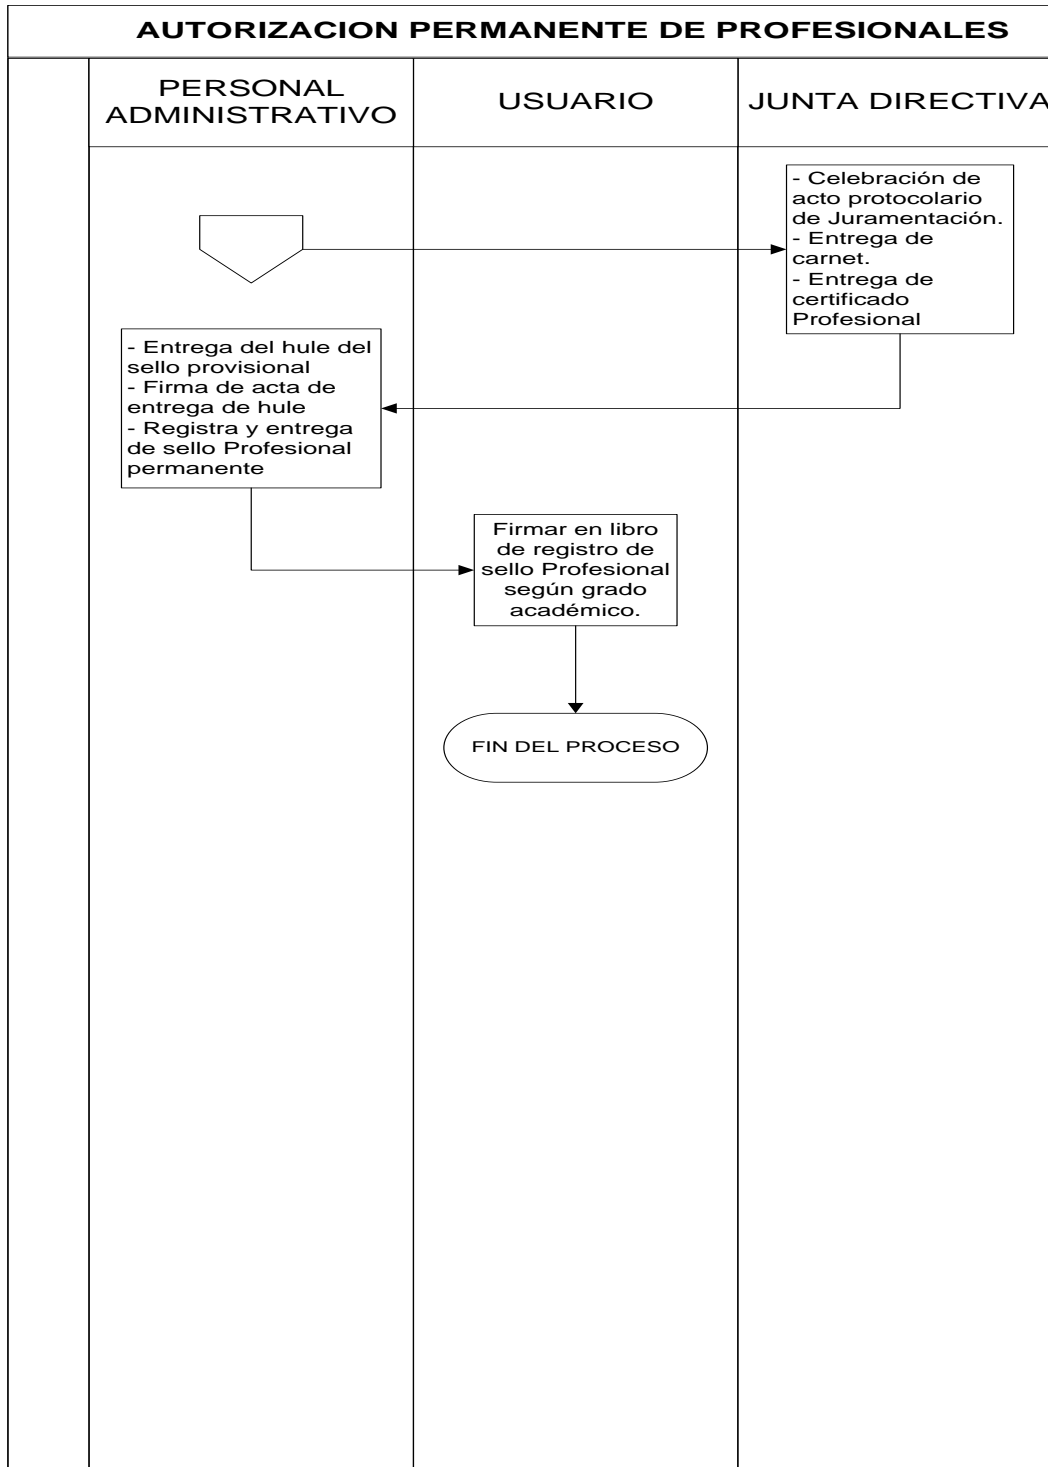 AUTORIZACION PERMANENTE DE PROFESIONALES
PERSONAL
ADMINISTRATIVO
USUARIO
JUNTA DIRECTIVA
- Celebración de
acto protocolario
de Juramentación.
- Entrega de
carnet.
- Entrega de
certificado
Profesional
- Entrega del hule del
sello provisional
- Firma de acta de
entrega de hule
- Registra y entrega
de sello Profesional
permanente
Firmar en libro
de registro de
sello Profesional
según grado
académico.
FIN DEL PROCESO